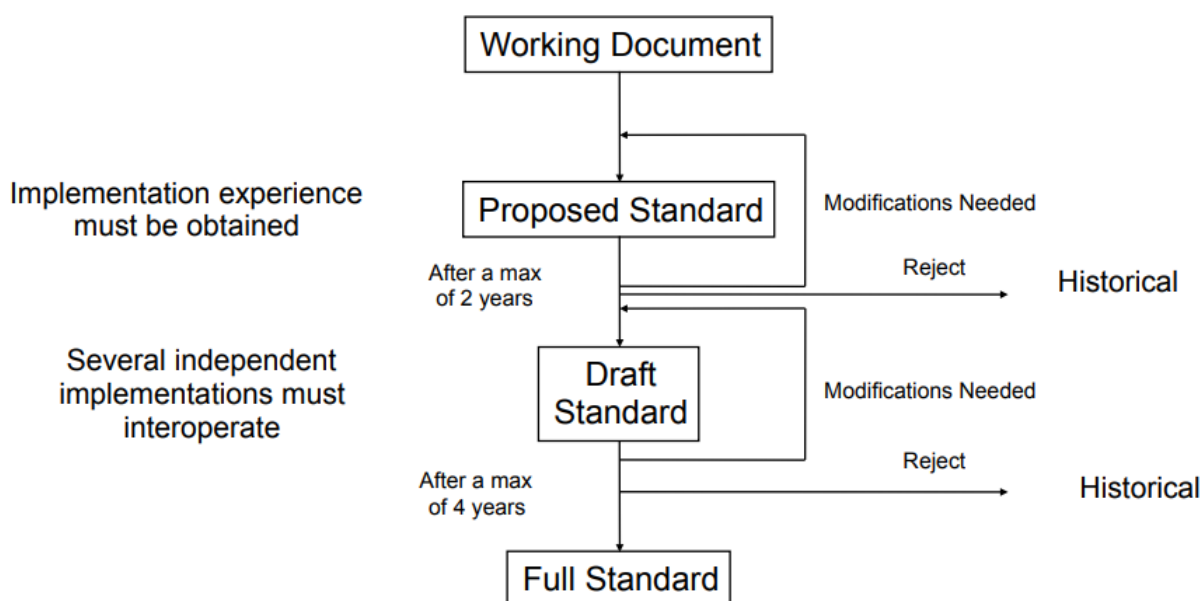 Working Document
Implementation experience
must be obtained
Proposed Standard
Modifications Needed
After a max
of 2 years
Reject
Historical
Several independent
implementations must
interoperate
Draft
Standard
Modifications Needed
After a max
of 4 years
Reject
Historical
Full Standard